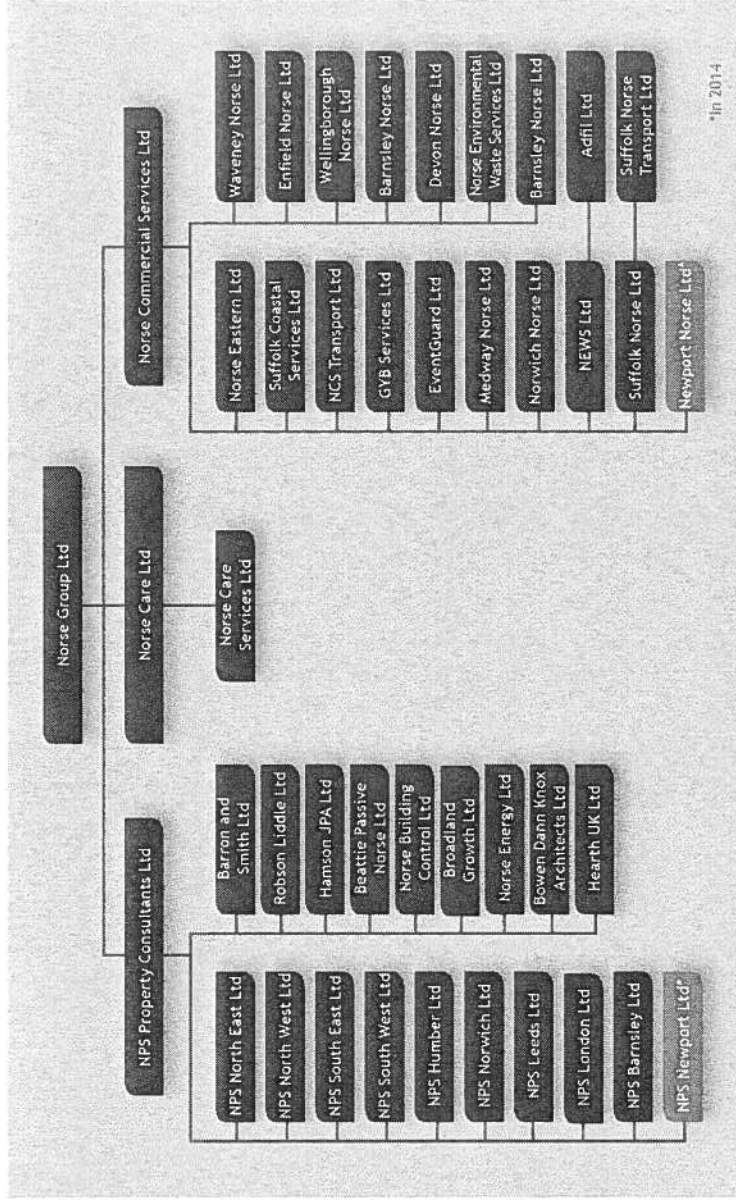 Norse Group Ltd
NPS Property Consultants Ltd
Norse Care Ltd
Norse Commercial Services Ltd
NPS North East Ltd
NPS North West Ltd
NPS South East Ltd
NPS South West Ltd
NPS Humber Ltd
NPS Norwich Ltd
NPS Leeds Ltd
NPS London Ltd
NPS Barnsley Ltd
NPS Newport Ltd*
Barron and
Smith Ltd
Robson Liddle Ltd
Hamson JPA Ltd
Beattie Passive
Norse Ltd
Norse Building
Control Ltd
Broadland
Growth Ltd
Norse Energy Ltd
Bowen Dann Knox
Architects Ltd
Hearth UK Ltd
Norse Care
Services Ltd
Norse Eastern Ltd
Suffolk Coastal
Services Ltd
NCS Transport Ltd
GYB Services Ltd
EventGuard Ltd
Medway Norse Ltd
Norwich Norse Ltd
NEWS Ltd
Suffolk Norse Ltd
Newport Norse Ltd*
Waveney Norse Ltd
Enfield Norse Ltd
Wellingborough
Norse Ltd
Barnsley Norse Ltd
Devon Norse Ltd
Norse Environmental
Waste Services Ltd
Barnsley Norse Ltd
Adfil Ltd
Suffolk Norse
Transport Ltd
*In 2014